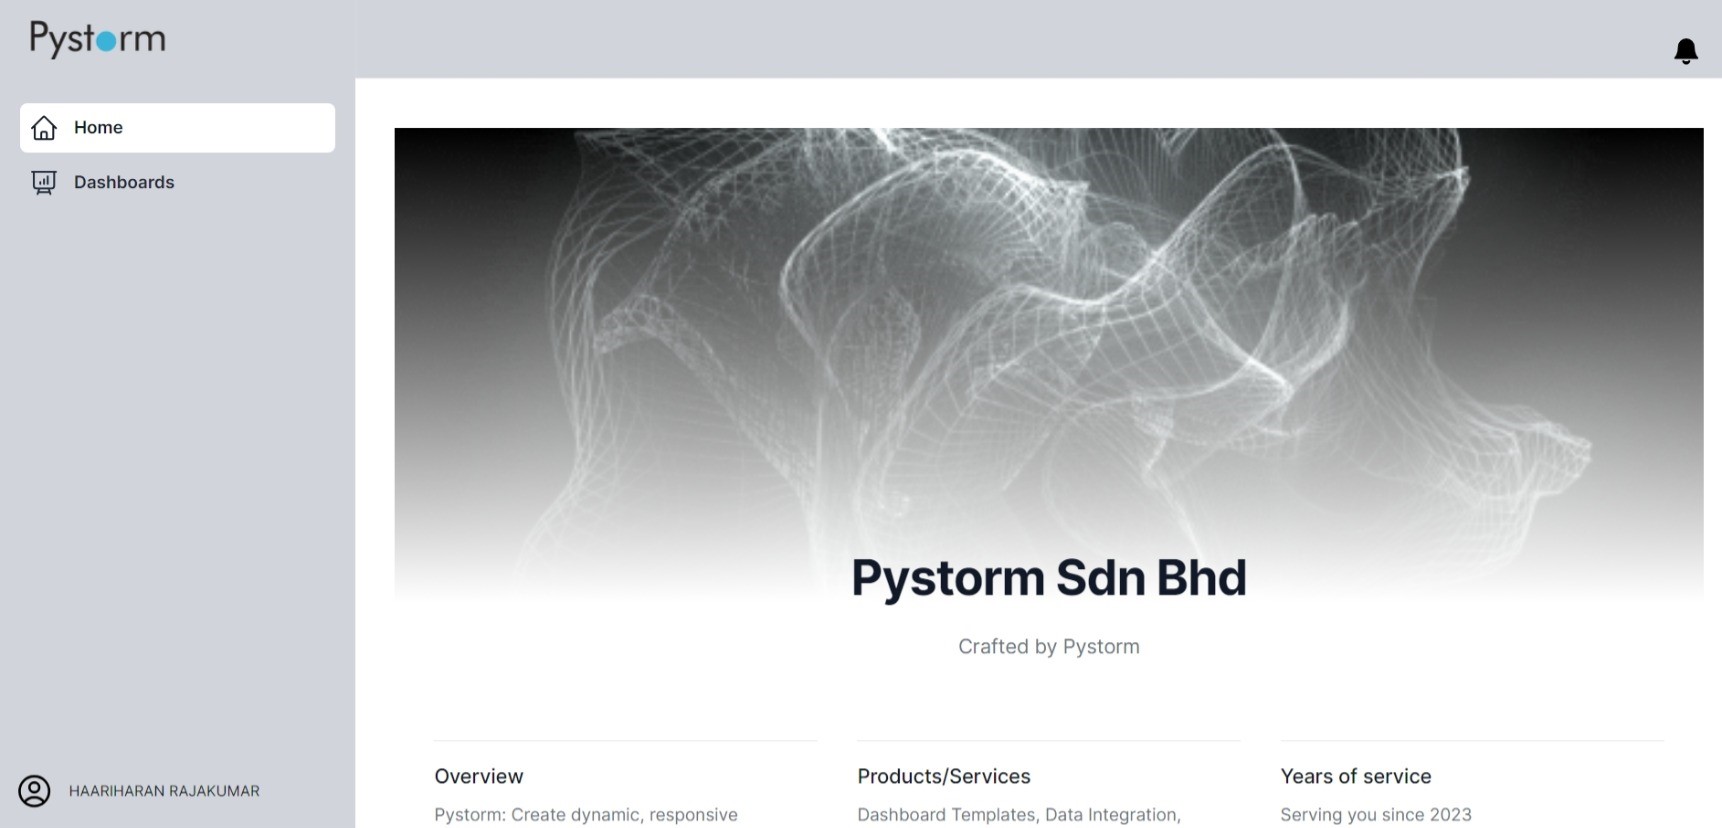 Pystorm
Home
Dashboards
Pystorm Sdn Bhd
Crafted by Pystorm
Overview
Pystorm: Create dynamic, responsive
Products/Services
Dashboard Templates, Data Integration,
Years of service
Serving you since 2023
HAARIHARAN RAJAKUMAR